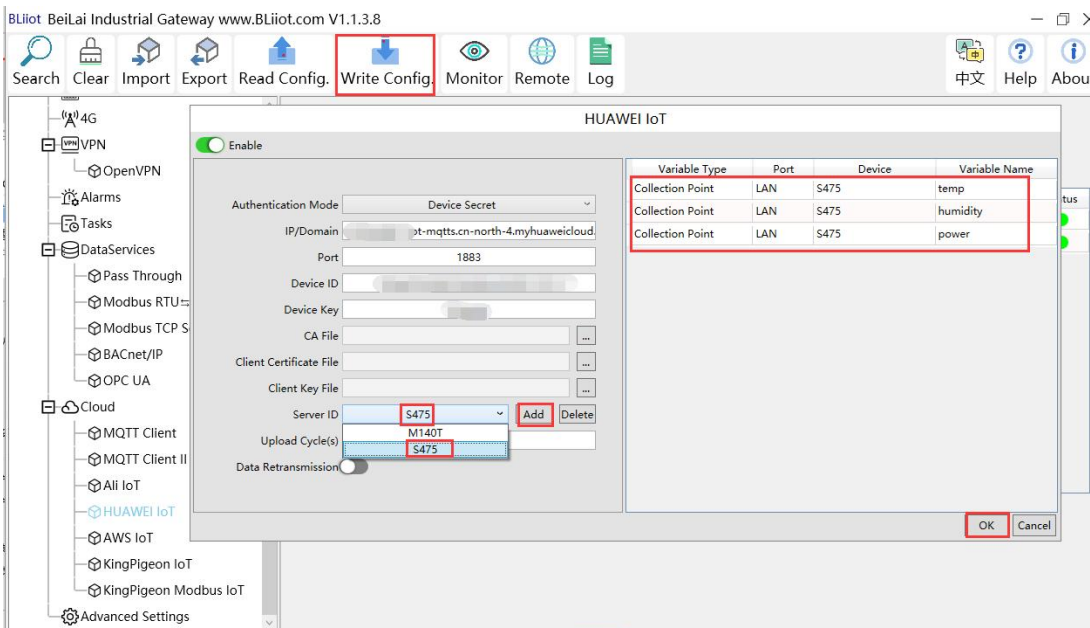 BLiiot BeiLai Industrial Gateway www.BLiiot.com V1.1.3.8
Search Clear Import Export Read Config. Write Config. Monitor Remote Log 中文 Help Abou
4G
VPN
OpenVPN
Alarms
Tasks
DataServices
Pass Through
Modbus RTU
Modbus TCP S
BACnet/IP
OPC UA
Cloud
MQTT Client
MQTT Client II
Ali IoT
HUAWEI IoT
AWS IoT
KingPigeon IoT
KingPigeon Modbus IoT
Advanced Settings
HUAWEI IoT
Enable
Authentication Mode Device Secret
IP/Domain ot-mqtts.cn-north-4.myhuaweicloud.
Port 1883
Device ID
Device Key
CA File ...
Client Certificate File ...
Client Key File ...
Server ID S475 Add Delete
M140T
Upload Cycle(s)
S475
Data Retransmission
Variable Type Port Device Variable Name
Collection Point LAN S475 temp
Collection Point LAN S475 humidity
Collection Point LAN S475 power
OK Cancel
tus